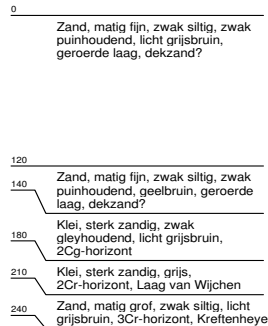 0
Zand, matig fijn, zwak siltig, zwak
puinhoudend, licht grijsbruin,
geroerde laag, dekzand?
120
Zand, matig fijn, zwak siltig, zwak
puinhoudend, geelbruin, geroerde
laag, dekzand?
140
Klei, sterk zandig, zwak
gleyhoudend, licht grijsbruin,
2Cg-horizont
180
Klei, sterk zandig, grijs,
2Cr-horizont, Laag van Wijchen
210
Zand, matig grof, zwak siltig, licht
grijsbruin, 3Cr-horizont, Kreftenheye
240